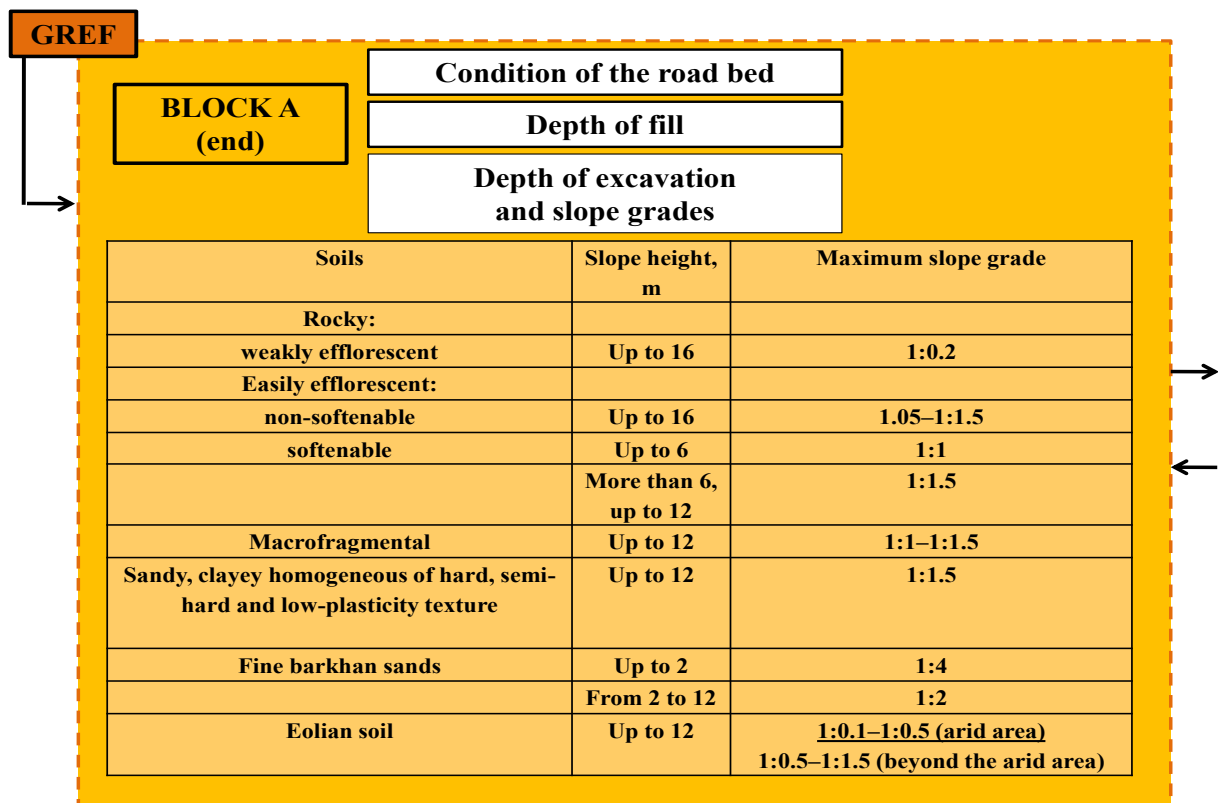 GREF
BLOCK A
(end)
Condition of the road bed
Depth of fill
Depth of excavation
and slope grades
Soils
Slope height,
m
Maximum slope grade
Rocky:
weakly efflorescent
Up to 16
1:0.2
Easily efflorescent:
non-softenable
Up to 16
1.05–1:1.5
softenable
Up to 6
1:1
More than 6,
up to 12
1:1.5
Macrofragmental
Up to 12
1:1–1:1.5
Sandy, clayey homogeneous of hard, semi-
hard and low-plasticity texture
Up to 12
1:1.5
Fine barkhan sands
Up to 2
1:4
From 2 to 12
1:2
Eolian soil
Up to 12
1:0.1–1:0.5 (arid area)
1:0.5–1:1.5 (beyond the arid area)